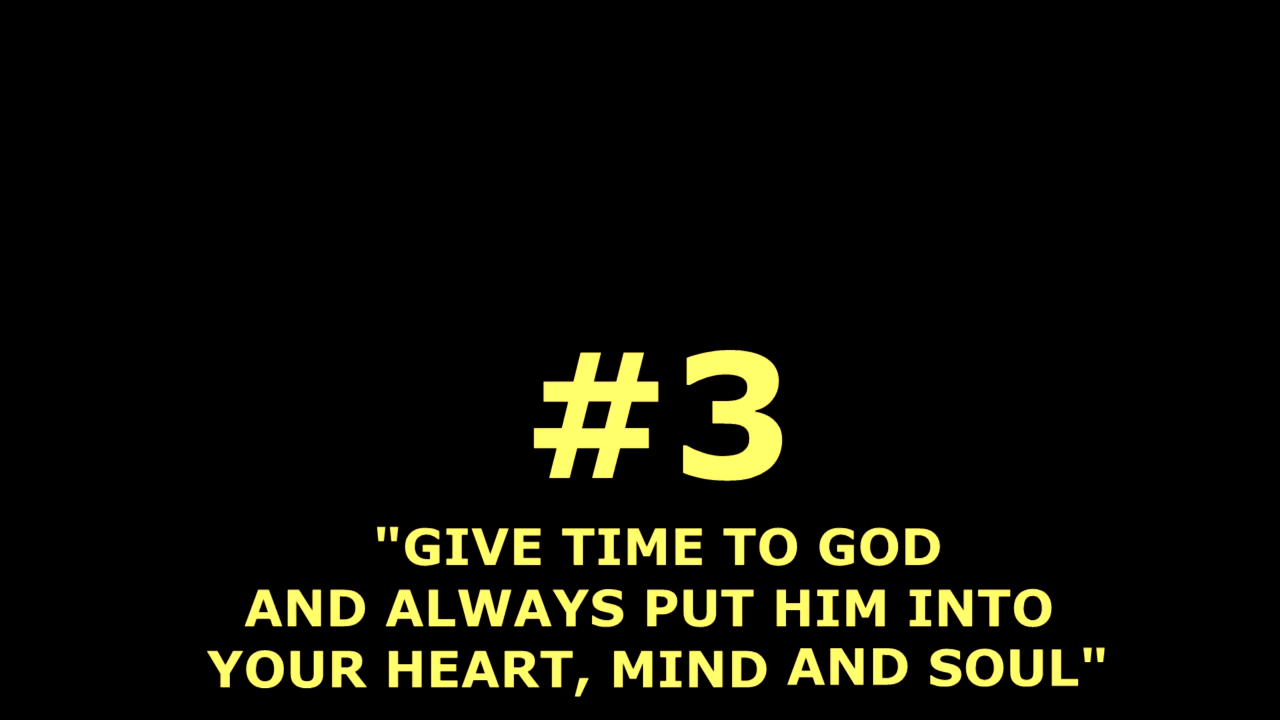 #3
"GIVE TIME TO GOD
AND ALWAYS PUT HIM INTO
YOUR HEART, MIND AND SOUL"